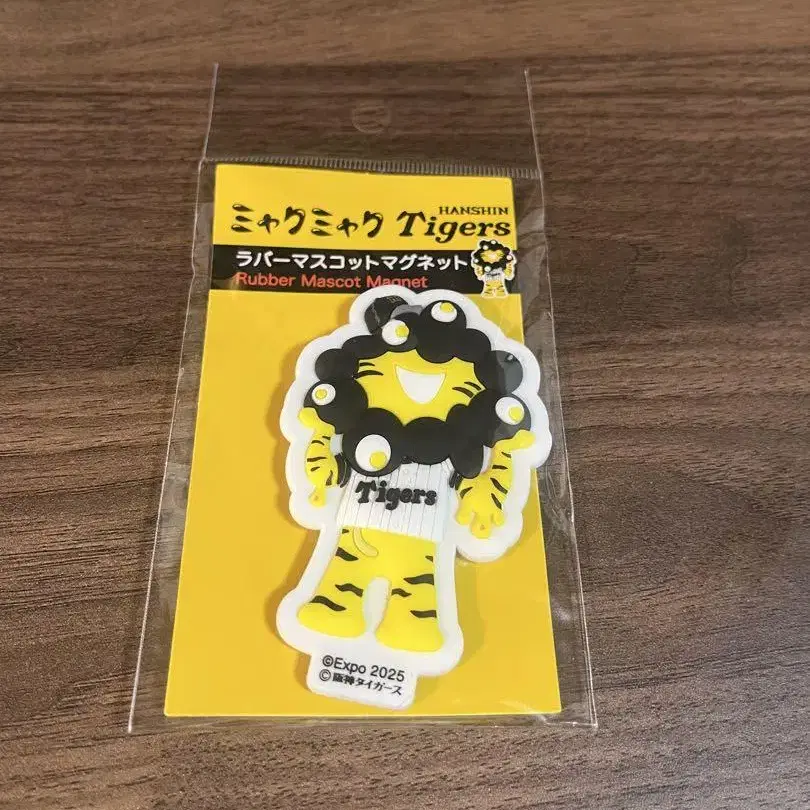 HANSHIN
ミャクミャク Tigers
ラバーマスコットマグネット
Rubber Mascot Magnet
Tigers
©Expo 2025
©阪神タイガース